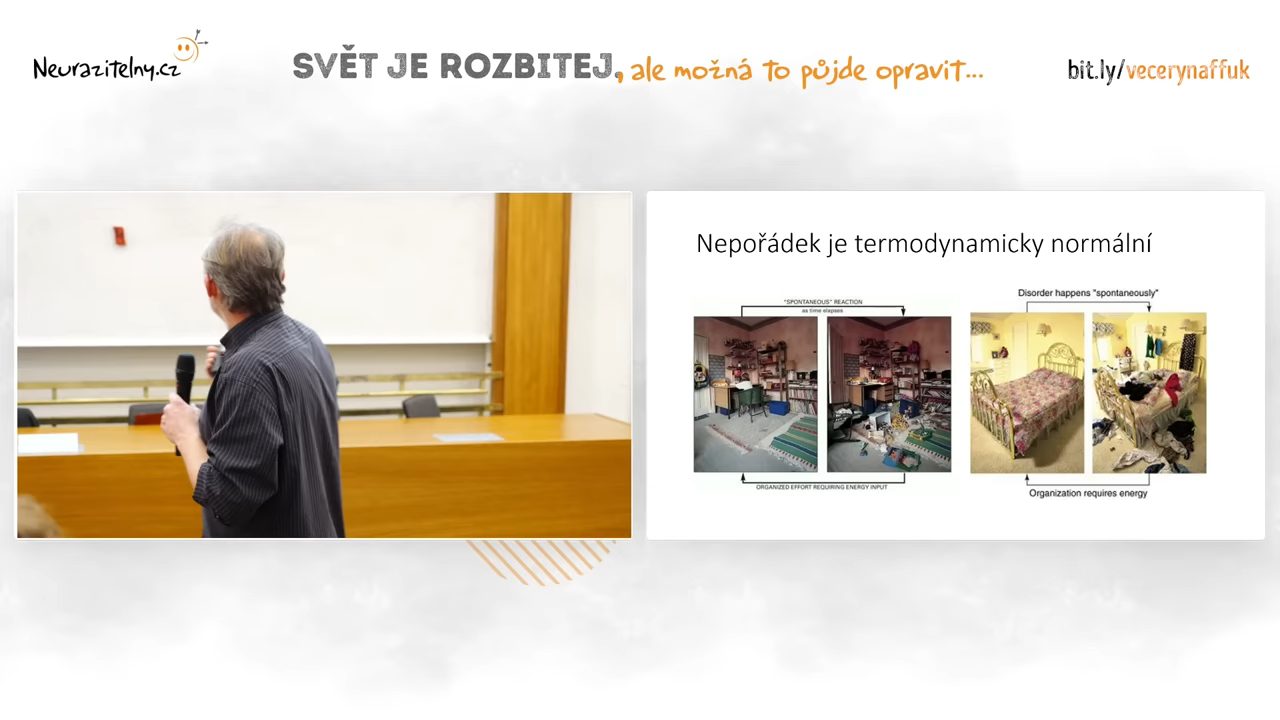 Neurazitelny.cz
SVĚT JE ROZBITEJ, ale možná to půjde opravit...
bit.ly/vecerynaffuk
Nepořádek je termodynamicky normální
"SPONTANEOUS" REACTION
as time elapses
ORGANIZED EFFORT REQUIRING ENERGY INPUT
Disorder happens "spontaneously"
Organization requires energy